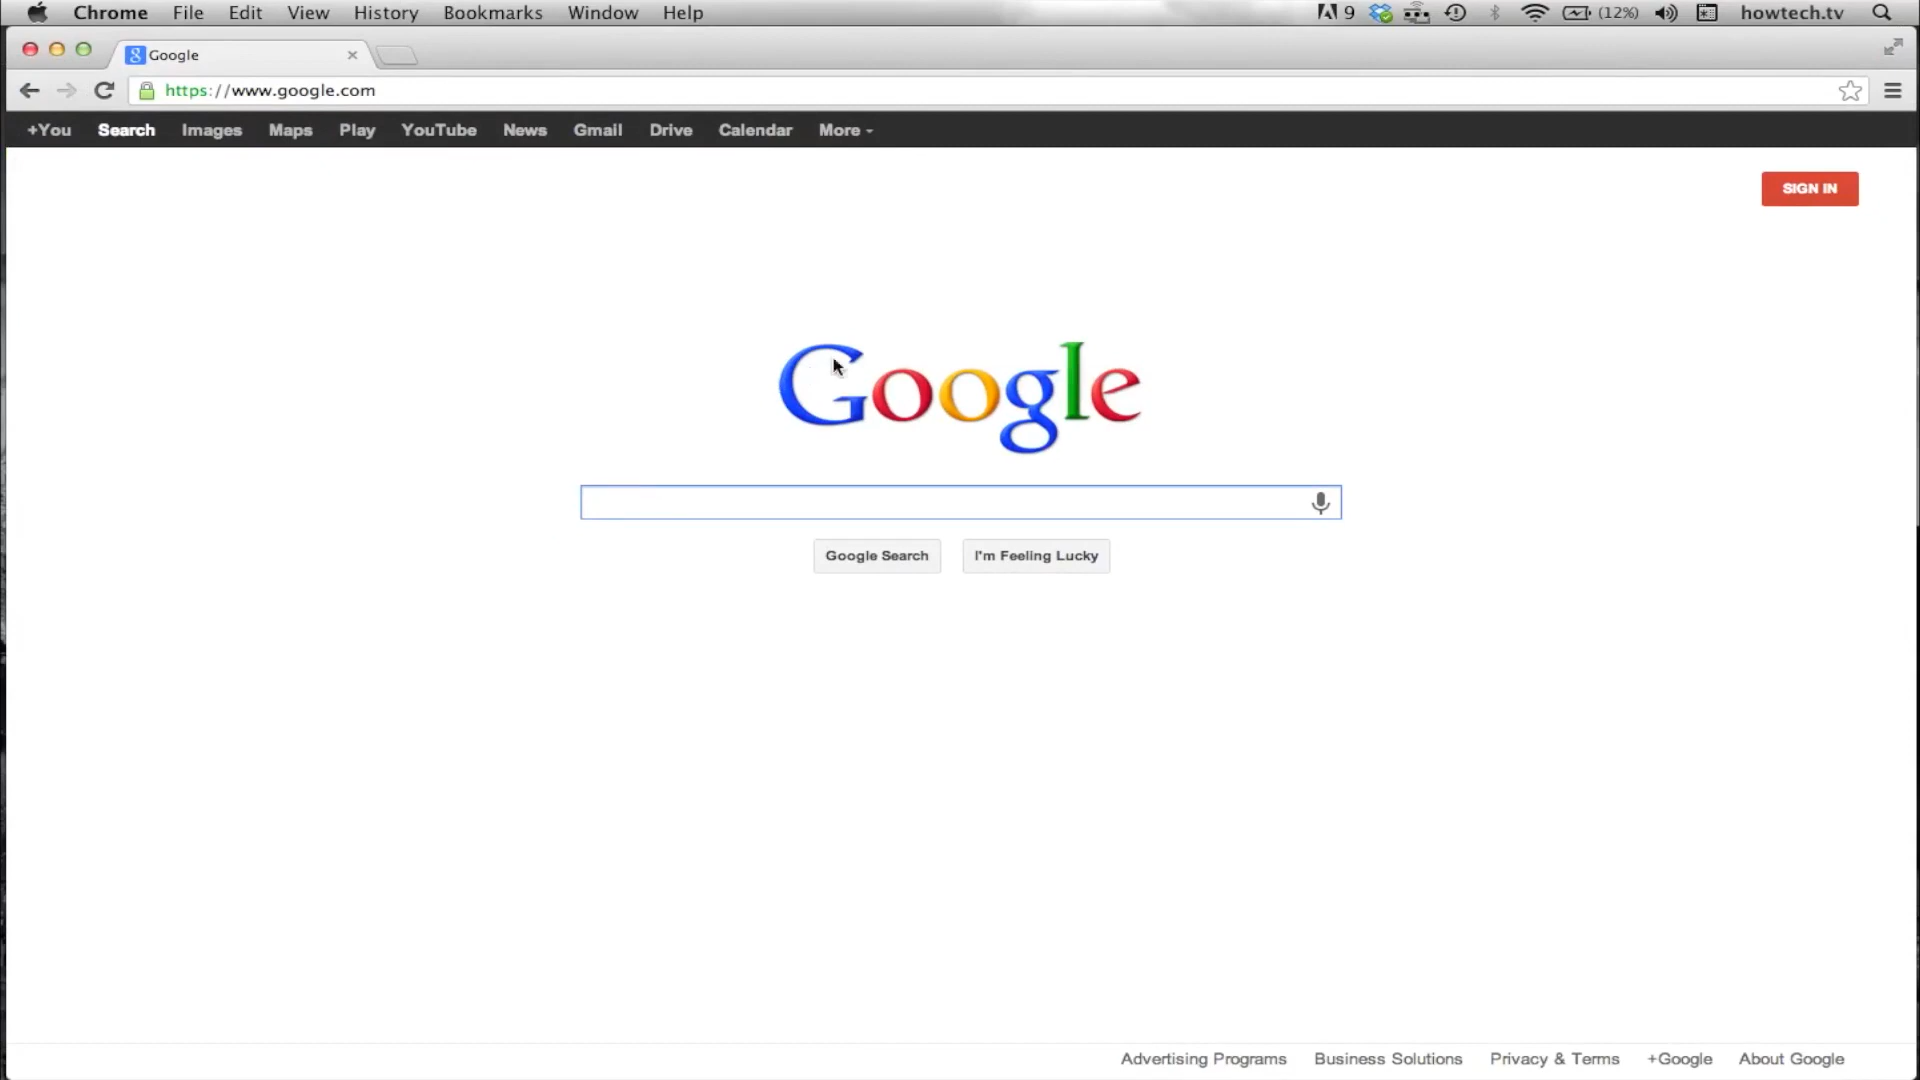 Chrome File Edit View History Bookmarks Window Help 9 (12%) howtech.tv
Google
https://www.google.com
+You Search Images Maps Play YouTube News Gmail Drive Calendar More
SIGN IN
Google
Google Search I'm Feeling Lucky
Advertising Programs Business Solutions Privacy & Terms +Google About Google